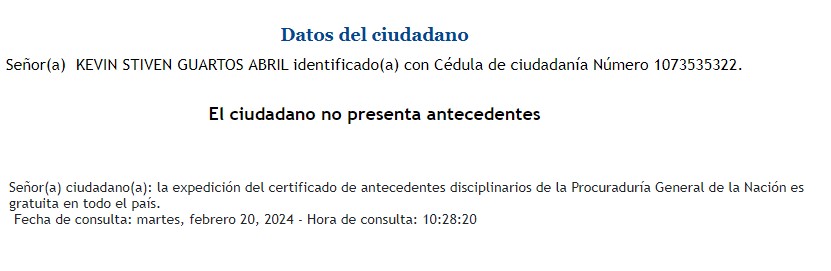 Datos del ciudadano
Señor(a)  KEVIN STIVEN GUARTOS ABRIL identificado(a) con Cédula de ciudadanía Número 1073535322.
El ciudadano no presenta antecedentes
Señor(a) ciudadano(a): la expedición del certificado de antecedentes disciplinarios de la Procuraduría General de la Nación es
gratuita en todo el país.
Fecha de consulta: martes, febrero 20, 2024 - Hora de consulta: 10:28:20